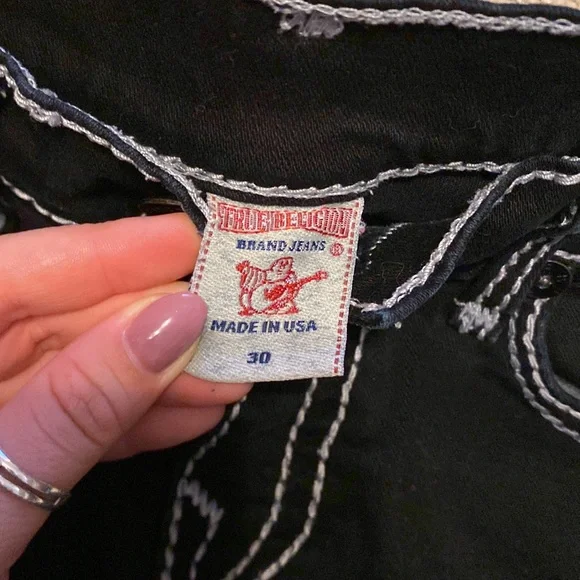 TRUE RELIGION
BRAND JEANS ®
MADE IN USA
30